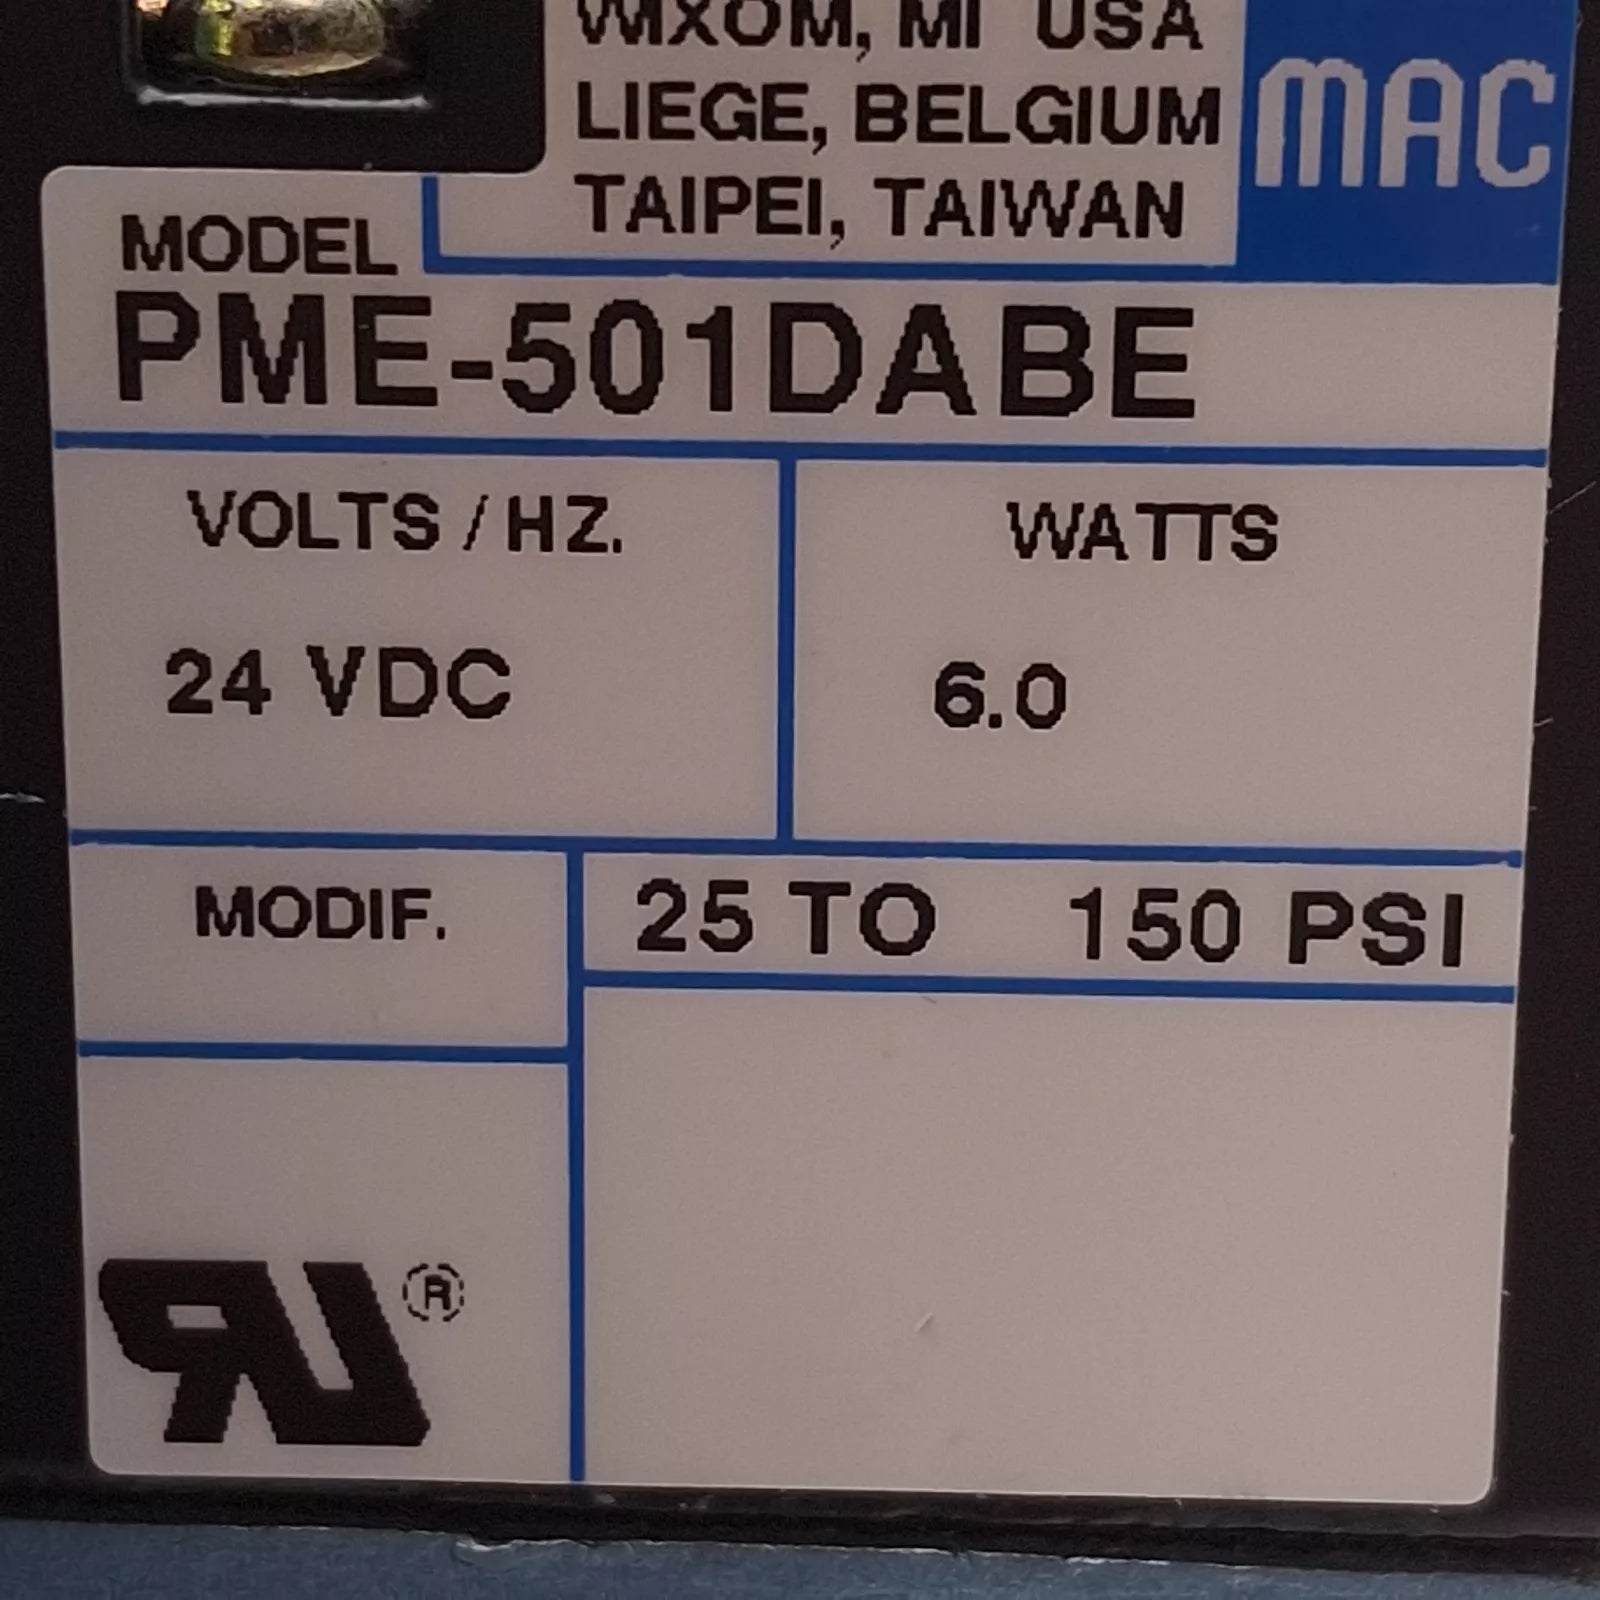 WIXOM, MI USA
LIEGE, BELGIUM
TAIPEI, TAIWAN
MAC
MODEL
PME-501DABE
VOLTS / HZ.
WATTS
24 VDC
6.0
MODIF.
25 TO 150 PSI
RU ®